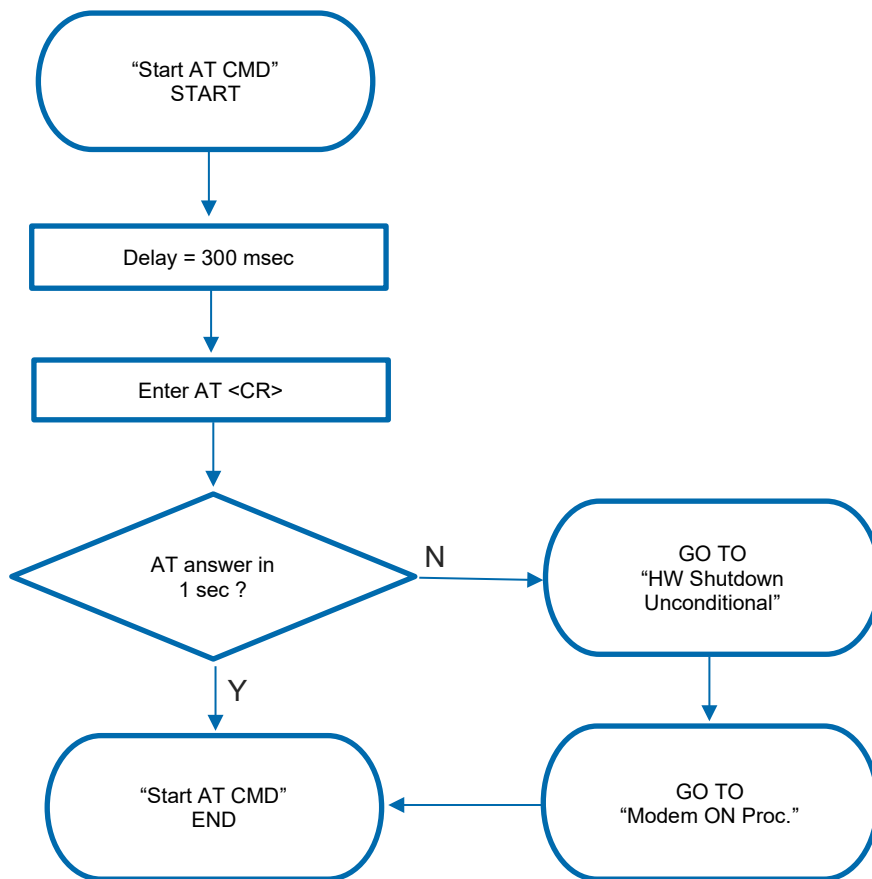 “Start AT CMD”
START
Delay = 300 msec
Enter AT <CR>
AT answer in
1 sec ?
N
GO TO
“HW Shutdown
Unconditional”
Y
“Start AT CMD”
END
GO TO
“Modem ON Proc.”